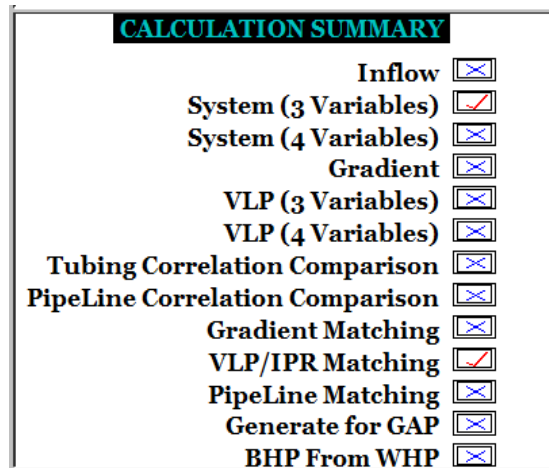 CALCULATION SUMMARY
Inflow
System (3 Variables)
System (4 Variables)
Gradient
VLP (3 Variables)
VLP (4 Variables)
Tubing Correlation Comparison
PipeLine Correlation Comparison
Gradient Matching
VLP/IPR Matching
PipeLine Matching
Generate for GAP
BHP From WHP